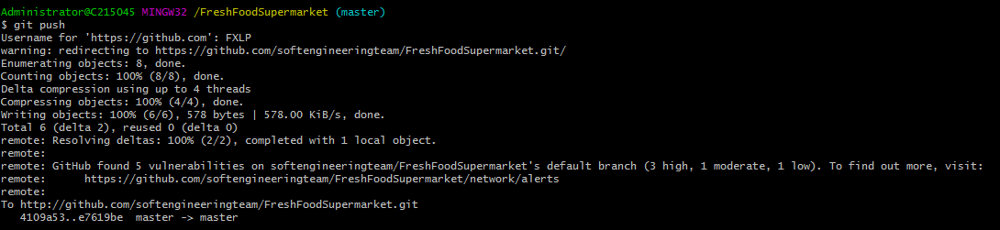 Administrator@C215045 MINGW32 /FreshFoodSupermarket (master)
$ git push
Username for 'https://github.com': FXLP
warning: redirecting to https://github.com/softengineeringteam/FreshFoodSupermarket.git/
Enumerating objects: 8, done.
Counting objects: 100% (8/8), done.
Delta compression using up to 4 threads
Compressing objects: 100% (4/4), done.
Writing objects: 100% (6/6), 578 bytes | 578.00 KiB/s, done.
Total 6 (delta 2), reused 0 (delta 0)
remote: Resolving deltas: 100% (2/2), completed with 1 local object.
remote:
remote: GitHub found 5 vulnerabilities on softengineeringteam/FreshFoodSupermarket's default branch (3 high, 1 moderate, 1 low). To find out more, visit:
remote:      https://github.com/softengineeringteam/FreshFoodSupermarket/network/alerts
remote:
To http://github.com/softengineeringteam/FreshFoodSupermarket.git
   4109a53..e7619be  master -> master